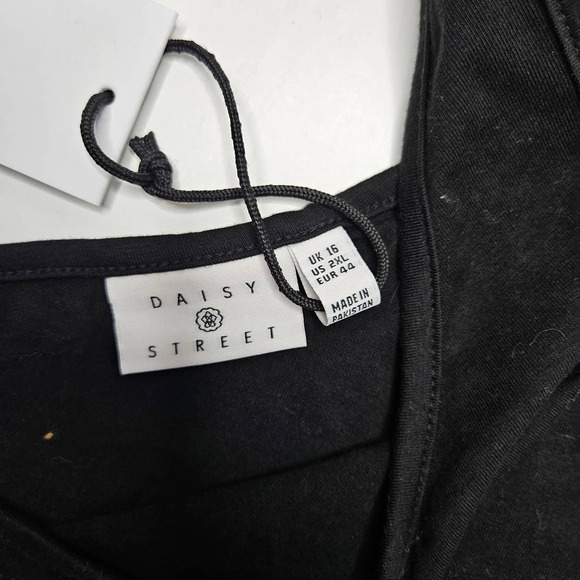 DAISY
STREET
UK 16
US 2XL
EUR 44
MADE IN
PAKISTAN